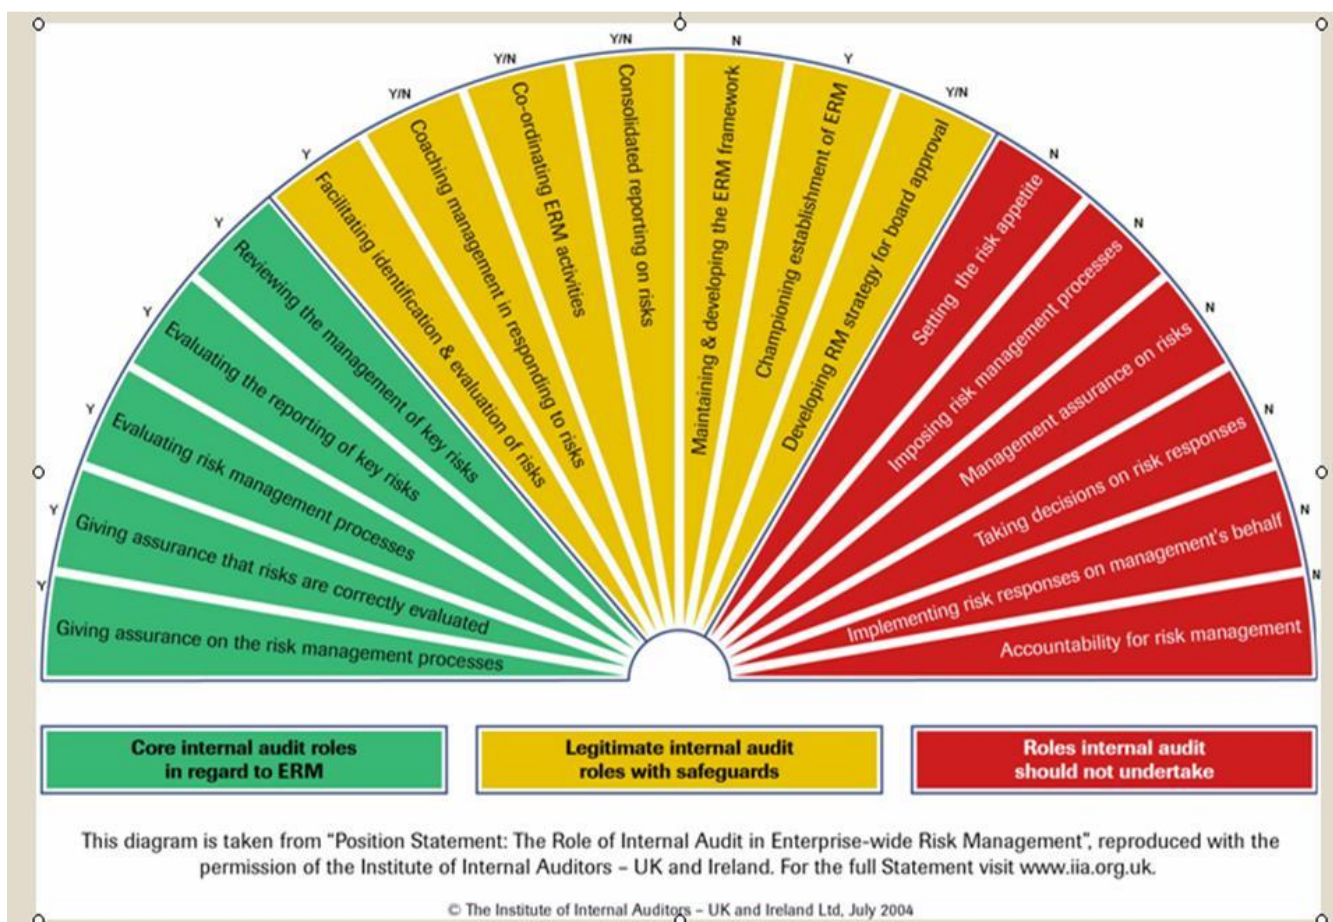 Y
Giving assurance on the risk management processes
Y
Giving assurance that risks are correctly evaluated
Y
Evaluating risk management processes
Y
Evaluating the reporting of key risks
Y
Reviewing the management of key risks
Y
Facilitating identification & evaluation of risks
Y/N
Coaching management in responding to risks
Y/N
Co-ordinating ERM activities
Y/N
Consolidated reporting on risks
N
Maintaining & developing the ERM framework
Y
Championing establishment of ERM
Y/N
Developing RM strategy for board approval
N
Setting the risk appetite
N
Imposing risk management processes
N
Management assurance on risks
N
Taking decisions on risk responses
N
Implementing risk responses on management's behalf
N
Accountability for risk management
Core internal audit roles
in regard to ERM
Legitimate internal audit
roles with safeguards
Roles internal audit
should not undertake
This diagram is taken from “Position Statement: The Role of Internal Audit in Enterprise-wide Risk Management”, reproduced with the
permission of the Institute of Internal Auditors – UK and Ireland. For the full Statement visit www.iia.org.uk.
© The Institute of Internal Auditors – UK and Ireland Ltd, July 2004